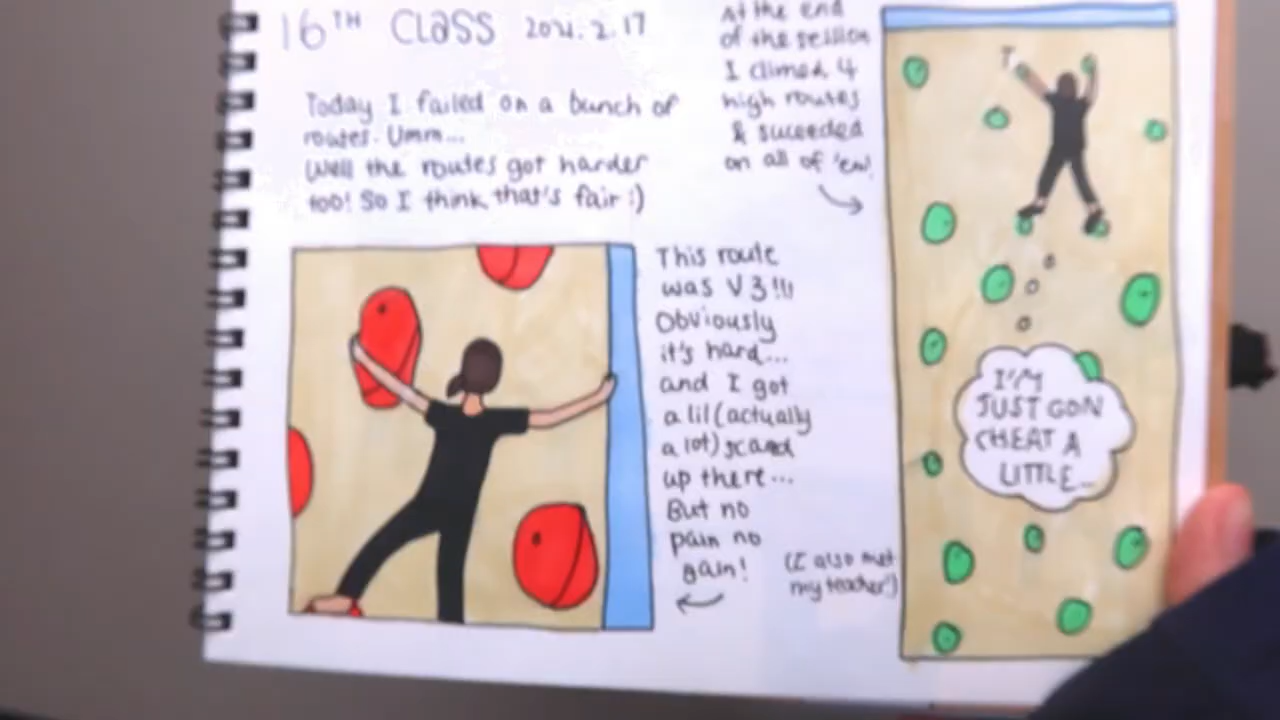 16TH CLASS 2021.2.17
Today I failed on a bunch of
routes. Umm...
Well the routes got harder
too! So I think that's fair :)
This route
was V3!!!
Obviously
it's hard...
and I got
a lil (actually
a lot) scared
up there...
But no
pain no
gain!
At the end
of the session
I climed 4
high routes
& suceeded
on all of 'em!
(I also met
my teacher!)
I'M
JUST GON
CHEAT A
LITTLE...